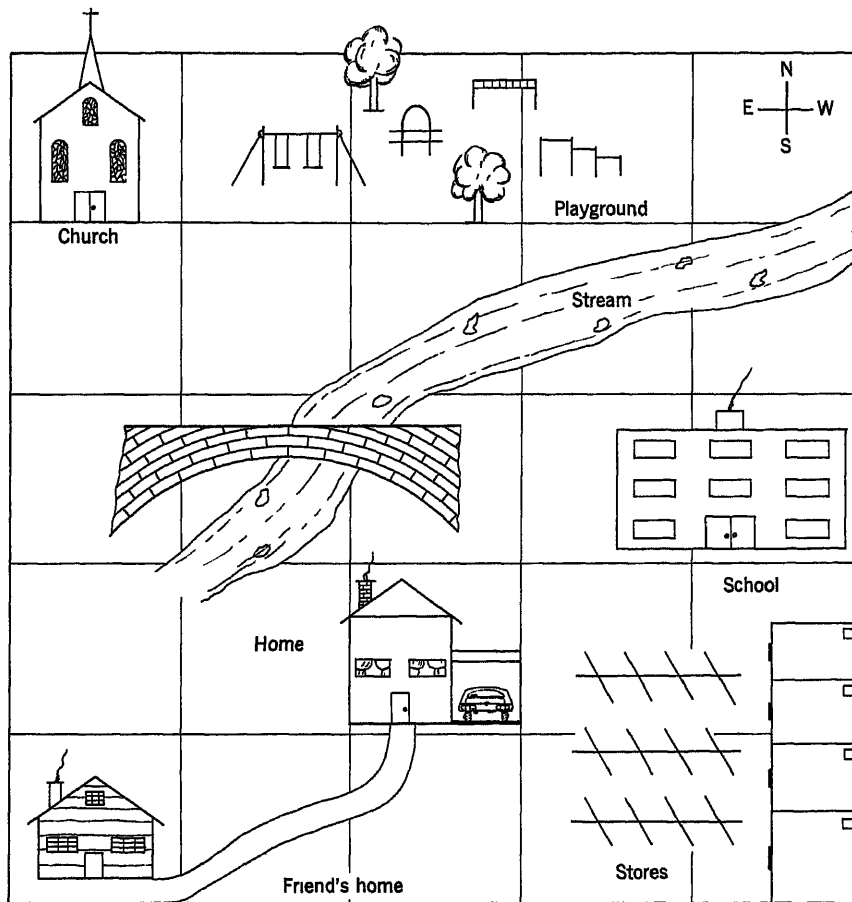 N
E W
S
Church
Playground
Stream
School
Home
Friend's home
Stores